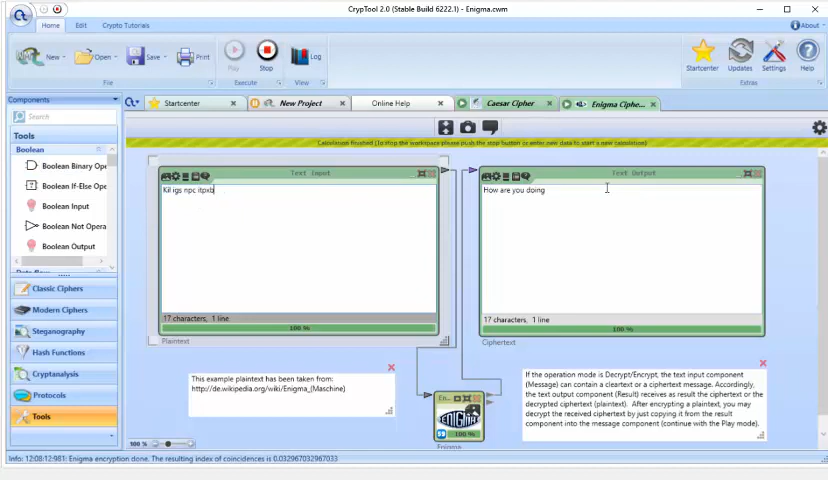 CrypTool 2.0 (Stable Build 6222.1) - Enigma.cwm
Home Edit Crypto Tutorials
About
New Open Save Print Play Stop Log Startcenter Updates Settings Help
File Execute View Extras
Components
Startcenter New Project Online Help Caesar Cipher Enigma Ciphe...
Search
Tools
Calculation finished (To stop the workspace please push the stop button or enter new data to start a new calculation)
Boolean
Boolean Binary Ope
Boolean If-Else Ope
Boolean Input
Boolean Not Opera
Boolean Output
Text Input
Kil igs npc itpxb
17 characters, 1 line
100 %
Plaintext
Text Output
How are you doing
17 characters, 1 line
100 %
Ciphertext
Classic Ciphers
Modern Ciphers
Steganography
Hash Functions
Cryptanalysis
Protocols
Tools
This example plaintext has been taken from:
http://de.wikipedia.org/wiki/Enigma_(Maschine)
En...
ENIGMA
100 %
Enigma
If the operation mode is Decrypt/Encrypt, the text input component
(Message) can contain a cleartext or a ciphertext message. Accordingly,
the text output component (Result) receives as result the ciphertext or the
decrypted ciphertext (plaintext). After encrypting a plaintext, you may
decrypt the received ciphertext by just copying it from the result
component into the message component (continue with the Play mode).
100 %
Info: 12:08:12:981: Enigma encryption done. The resulting index of coincidences is 0.032967032967033